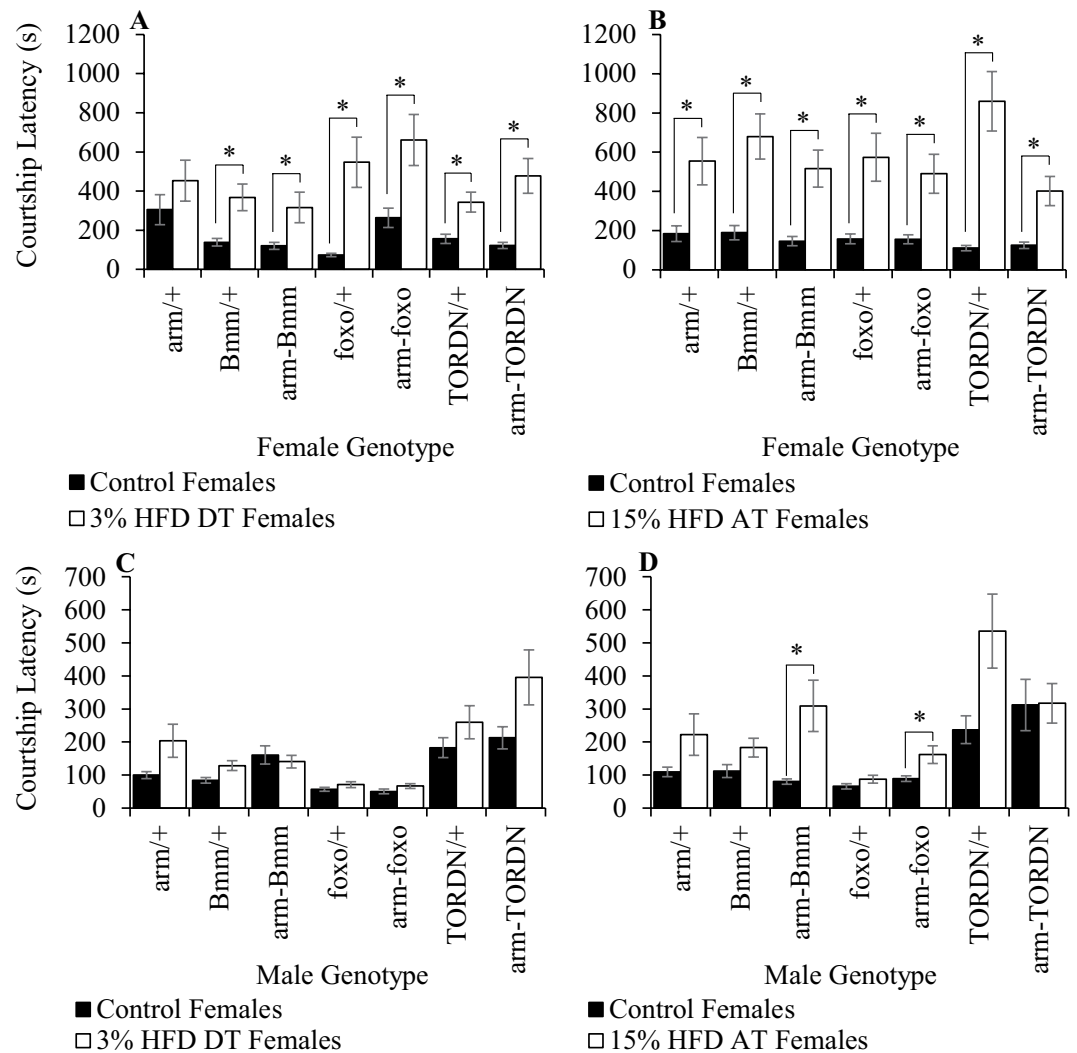 A
Courtship Latency (s)
1200
1000
800
600
400
200
0
* * * * * *
arm/+
Bmm/+
arm-Bmm
foxo/+
arm-foxo
TORDN/+
arm-TORDN
Female Genotype
Control Females
3% HFD DT Females
B
1200
1000
800
600
400
200
0
* * * * * * *
arm/+
Bmm/+
arm-Bmm
foxo/+
arm-foxo
TORDN/+
arm-TORDN
Female Genotype
Control Females
15% HFD AT Females
C
Courtship Latency (s)
700
600
500
400
300
200
100
0
arm/+
Bmm/+
arm-Bmm
foxo/+
arm-foxo
TORDN/+
arm-TORDN
Male Genotype
Control Females
3% HFD DT Females
D
700
600
500
400
300
200
100
0
* *
arm/+
Bmm/+
arm-Bmm
foxo/+
arm-foxo
TORDN/+
arm-TORDN
Male Genotype
Control Females
15% HFD AT Females